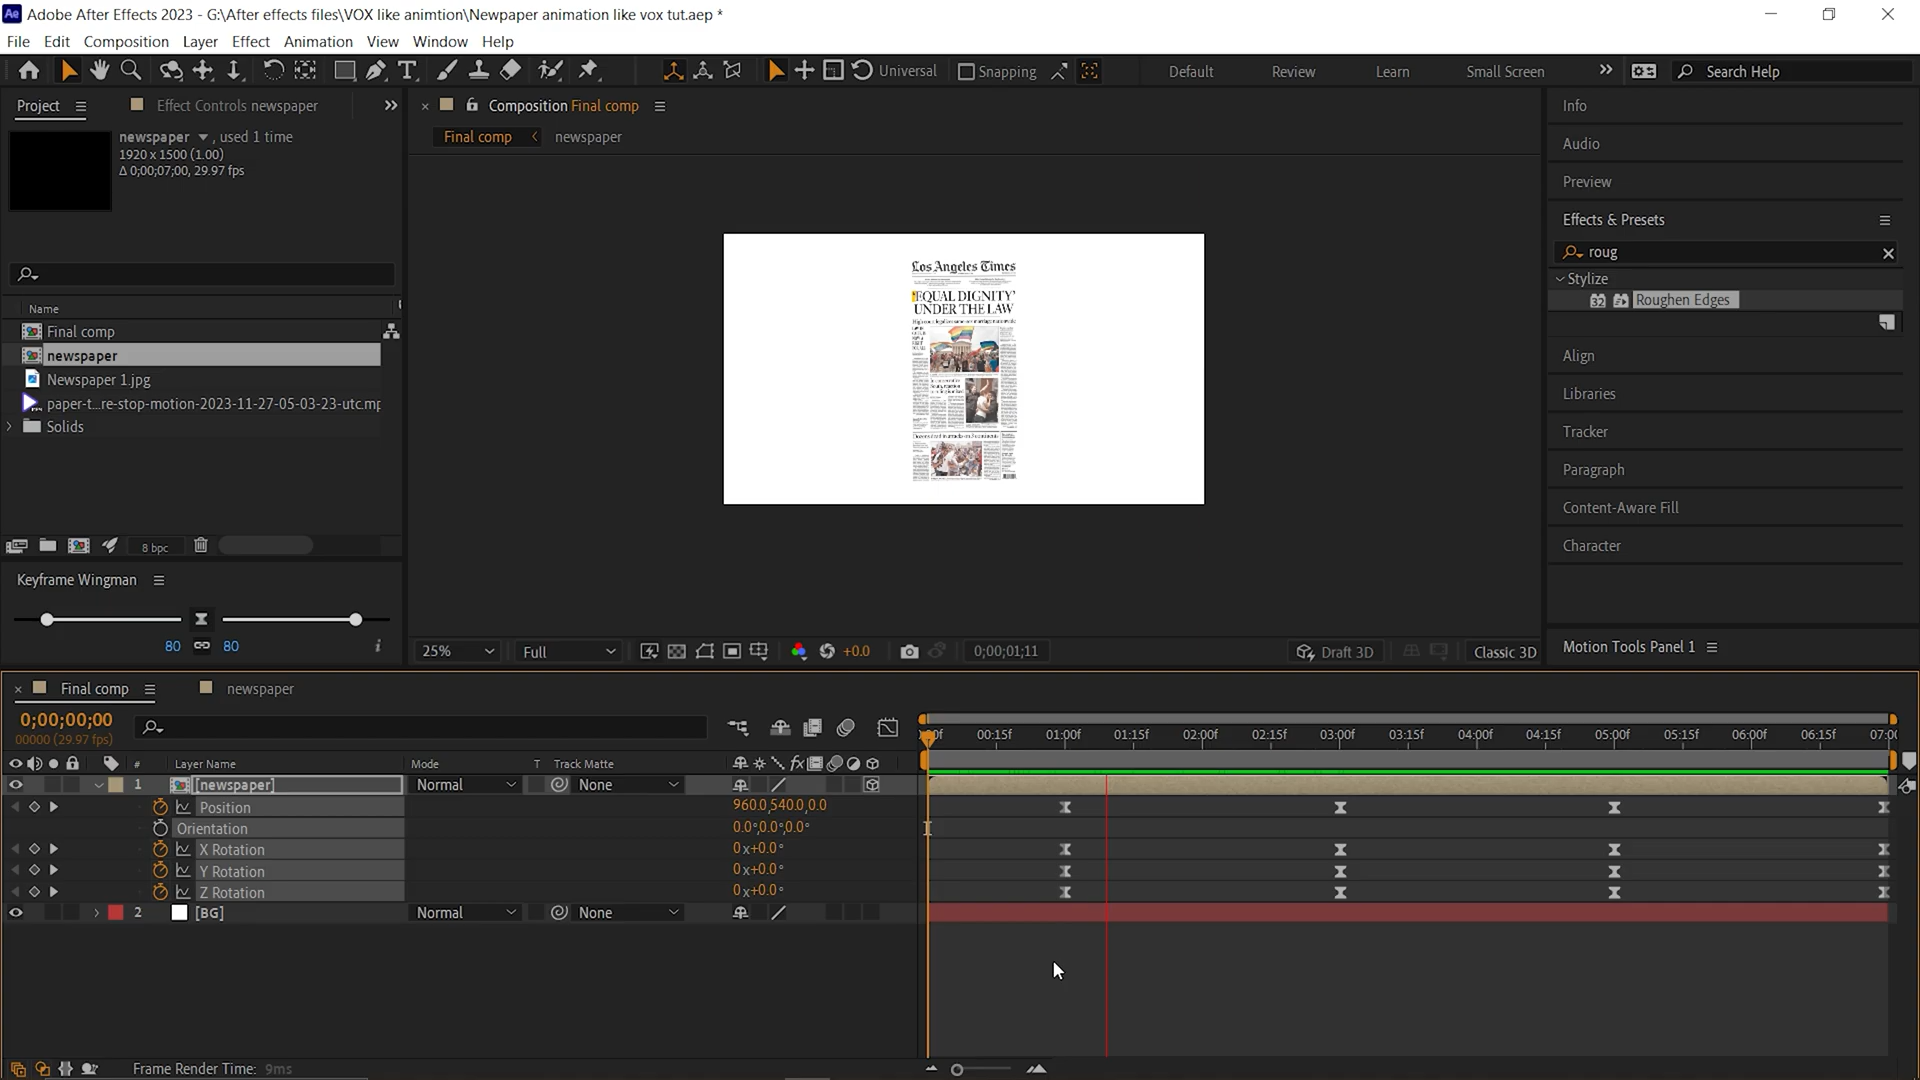 Ae Adobe After Effects 2023 - G:\After effects files\VOX like animtion\Newpaper animation like vox tut.aep *
File Edit Composition Layer Effect Animation View Window Help
Universal Snapping Default Review Learn Small Screen Search Help
Project Effect Controls newspaper
newspaper , used 1 time
1920 x 1500 (1.00)
Δ 0;00;07;00, 29.97 fps
Name
Final comp
newspaper
Newspaper 1.jpg
paper-t...re-stop-motion-2023-11-27-05-03-23-utc.mp
Solids
8 bpc
Keyframe Wingman
80 80
Composition Final comp
Final comp newspaper
Los Angeles Times
'EQUAL DIGNITY'
UNDER THE LAW
25% Full +0.0 0;00;01;11 Draft 3D Classic 3D
Info
Audio
Preview
Effects & Presets
roug
Stylize
32 Roughen Edges
Align
Libraries
Tracker
Paragraph
Content-Aware Fill
Character
Motion Tools Panel 1
Final comp newspaper
0;00;00;00
00000 (29.97 fps)
00:15f 01:00f 01:15f 02:00f 02:15f 03:00f 03:15f 04:00f 04:15f 05:00f 05:15f 06:00f 06:15f 07:00
# Layer Name Mode T Track Matte
1 [newspaper] Normal None
Position 960.0,540.0,0.0
Orientation 0.0°,0.0°,0.0°
X Rotation 0x+0.0°
Y Rotation 0x+0.0°
Z Rotation 0x+0.0°
2 [BG] Normal None
Frame Render Time: 9ms